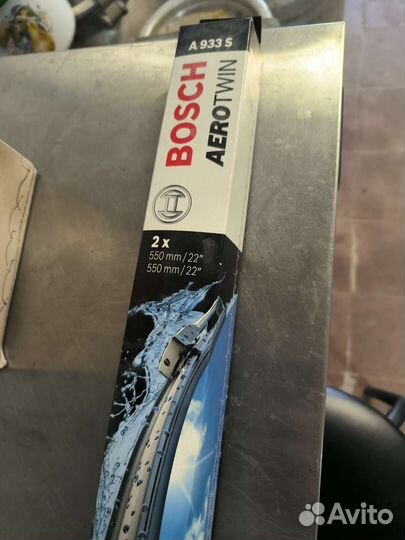 A 933 S
BOSCH
AEROTWIN
2 x
550 mm / 22"
550 mm / 22"
Avito